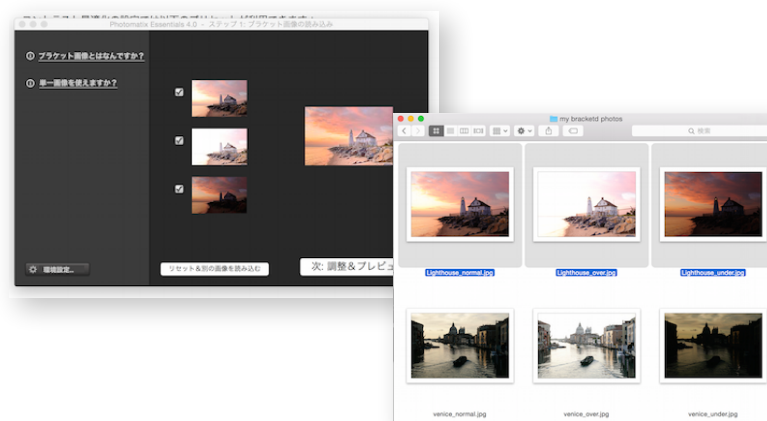 Photomatix Essentials 4.0 – ステップ 1: ブラケット画像の読み込み
ブラケット画像とはなんですか?
単一画像を使えますか?
環境設定...
リセット＆別の画像を読み込む
次: 調整＆プレビュ
my bracketd photos
検索
Lighthouse_normal.jpg
Lighthouse_over.jpg
Lighthouse_under.jpg
venice_normal.jpg
venice_over.jpg
venice_under.jpg